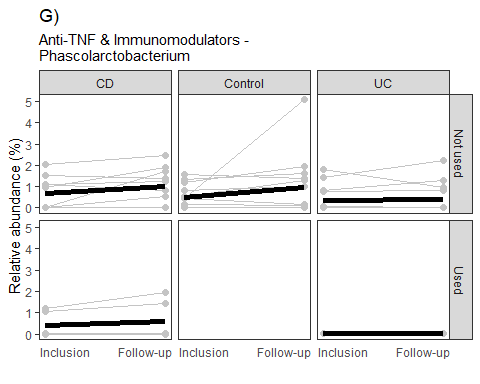 G)
Anti-TNF & Immunomodulators -
Phascolarctobacterium
CD Control UC
5
4
3
2
1
0
Not used
5
4
3
2
1
0
Used
Relative abundance (%)
Inclusion Follow-up Inclusion Follow-up Inclusion Follow-up